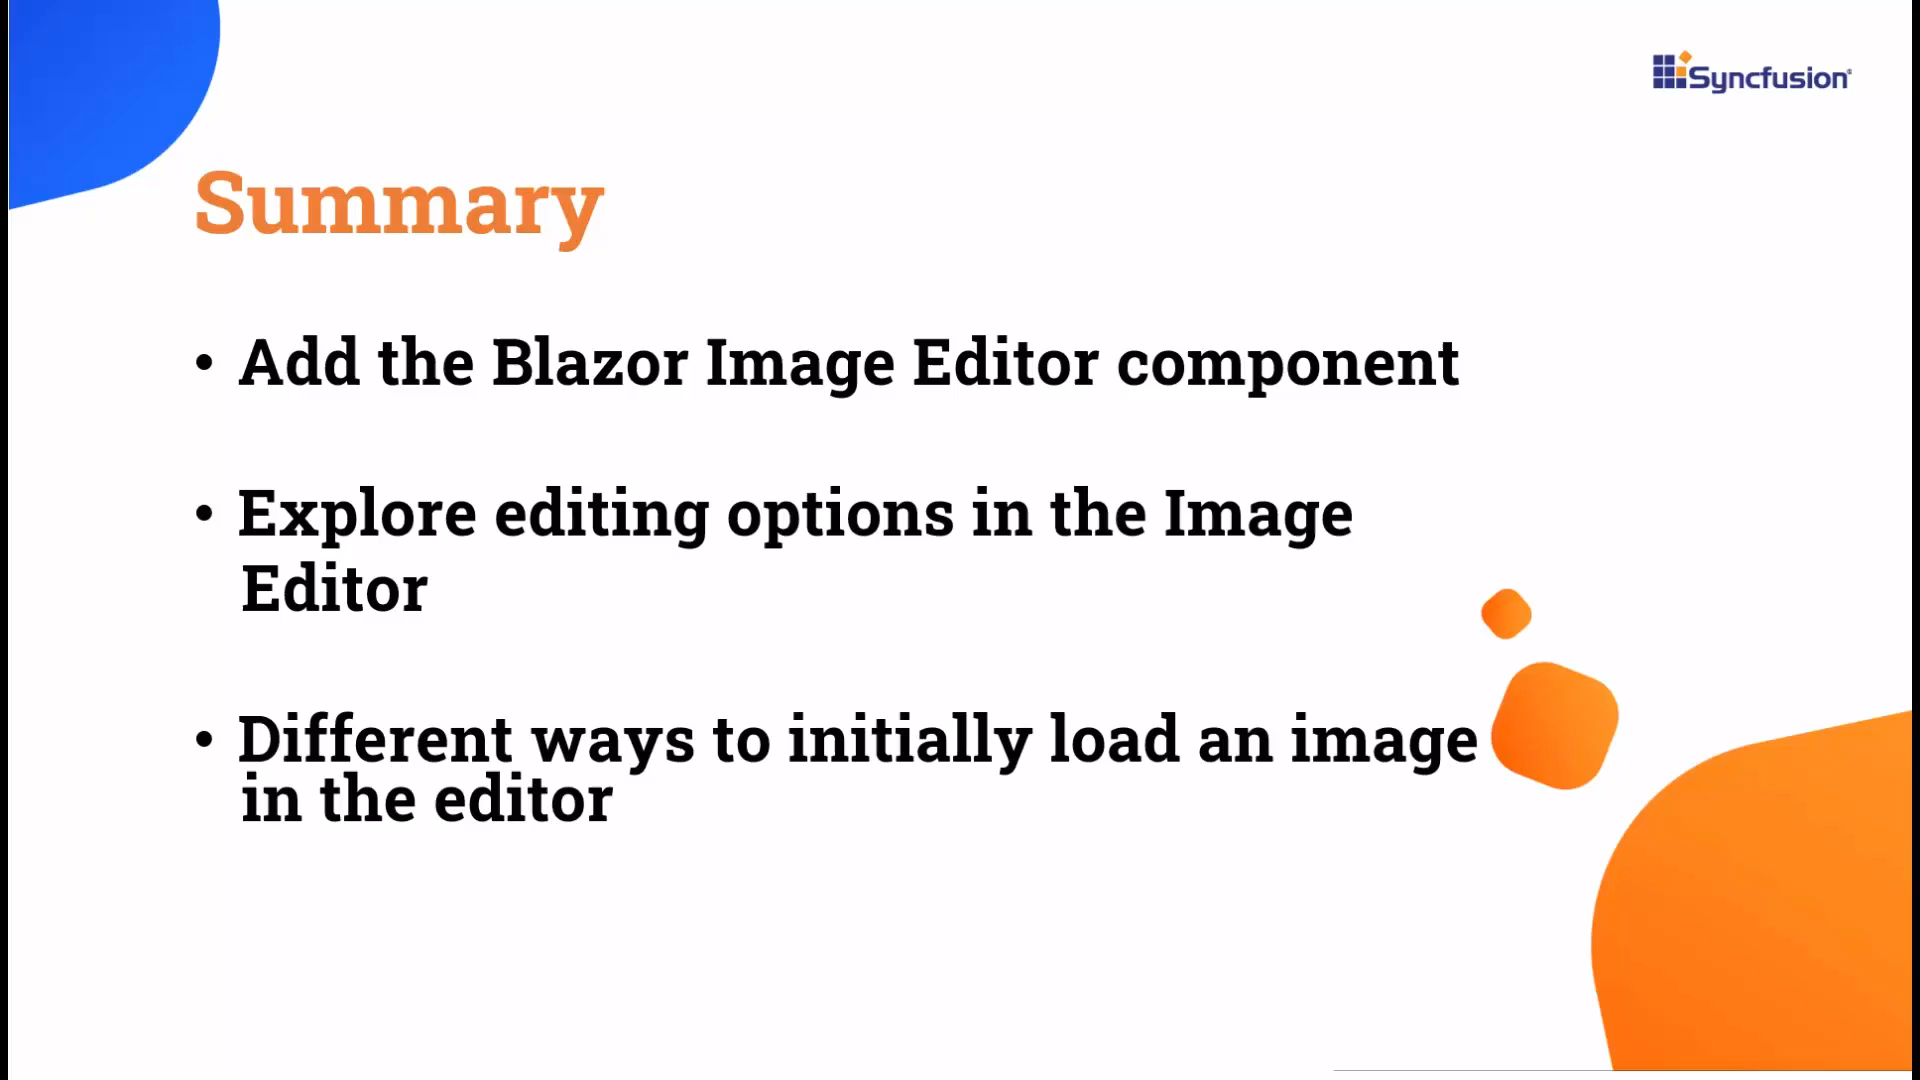 Syncfusion®
Summary
• Add the Blazor Image Editor component
• Explore editing options in the Image
Editor
• Different ways to initially load an image
in the editor